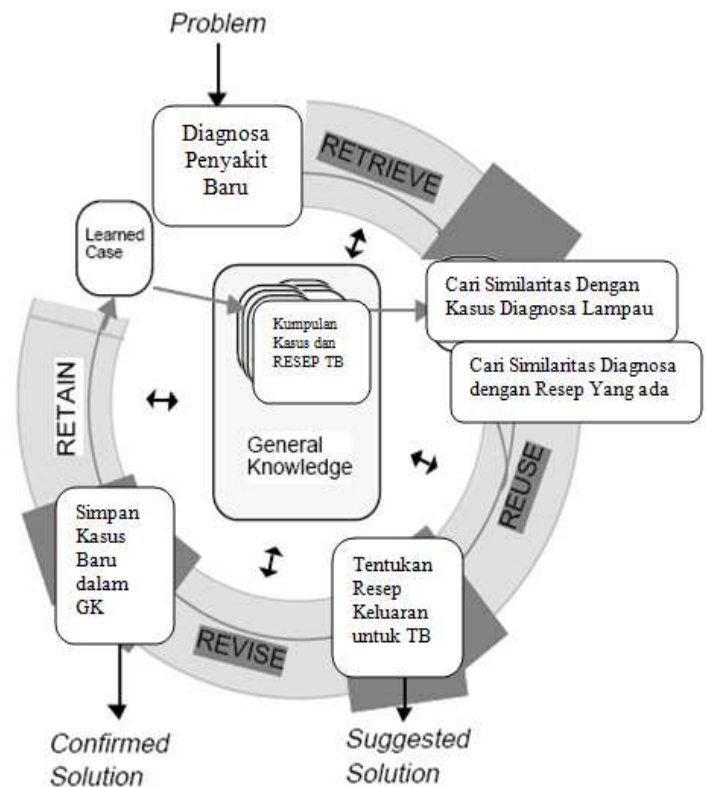 Problem
Diagnosa
Penyakit
Baru
RETRIEVE
Learned
Case
Cari Similaritas Dengan
Kasus Diagnosa Lampau
Kumpulan
Kasus dan
RESEP TB
Cari Similaritas Diagnosa
dengan Resep Yang ada
General
Knowledge
RETAIN
REUSE
Simpan
Kasus
Baru
dalam
GK
Tentukan
Resep
Keluaran
untuk TB
REVISE
Confirmed
Solution
Suggested
Solution